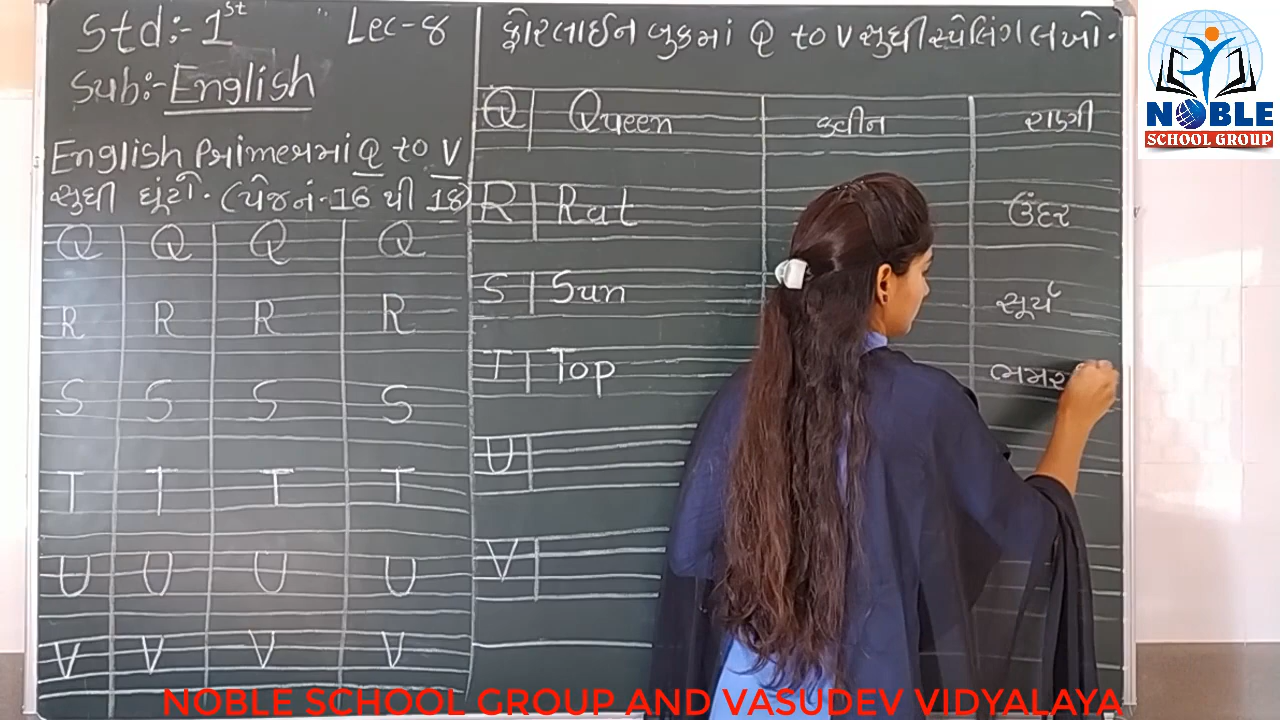 Std:- 1st Lec-8
Sub:- English
English પ્રાઈમરમાં Q to V
સુધી ઘૂંટો. (પેજ નં.-16 થી 18)
Q Q Q Q
R R R R
S S S S
T T T T
U U U U
V V V V
ફોરલાઈન બુકમાં Q to V સુધી સ્પેલિંગ લખો.
Q Queen ક્વીન રાણી
R Rat ઉંદર
S Sun સૂર્ય
T Top
U
V
NOBLE
SCHOOL GROUP
NOBLE SCHOOL GROUP AND VASUDEV VIDYALAYA